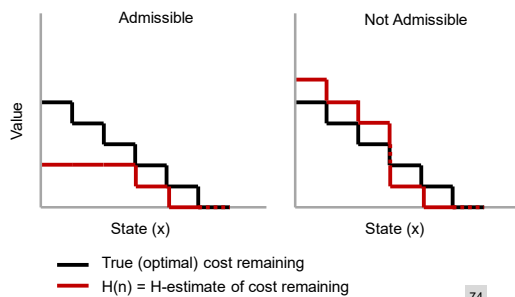 Admissible
Not Admissible
Value
State (x)
State (x)
True (optimal) cost remaining
H(n) = H-estimate of cost remaining
74